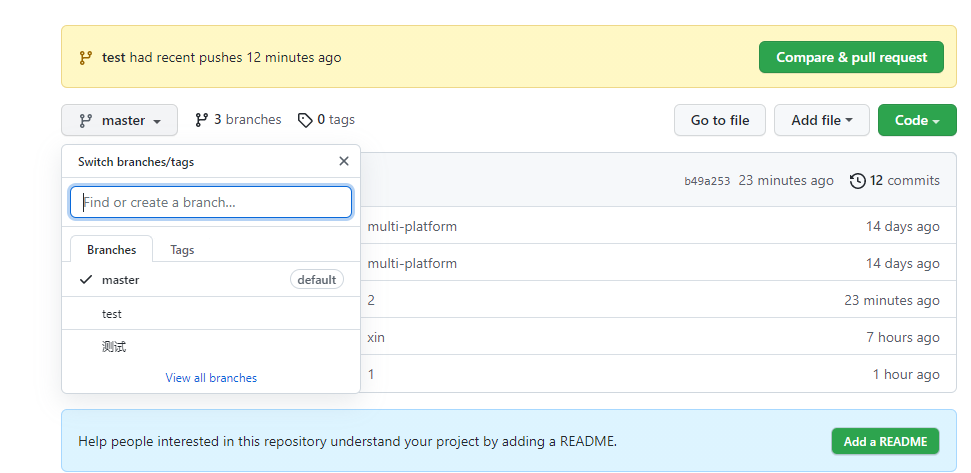 test had recent pushes 12 minutes ago
Compare & pull request
master
3 branches
0 tags
Go to file
Add file
Code
Switch branches/tags
b49a253 23 minutes ago
12 commits
Find or create a branch...
multi-platform 14 days ago
Branches
Tags
multi-platform 14 days ago
master default
2 23 minutes ago
test
xin 7 hours ago
测试
1 1 hour ago
View all branches
Help people interested in this repository understand your project by adding a README.
Add a README